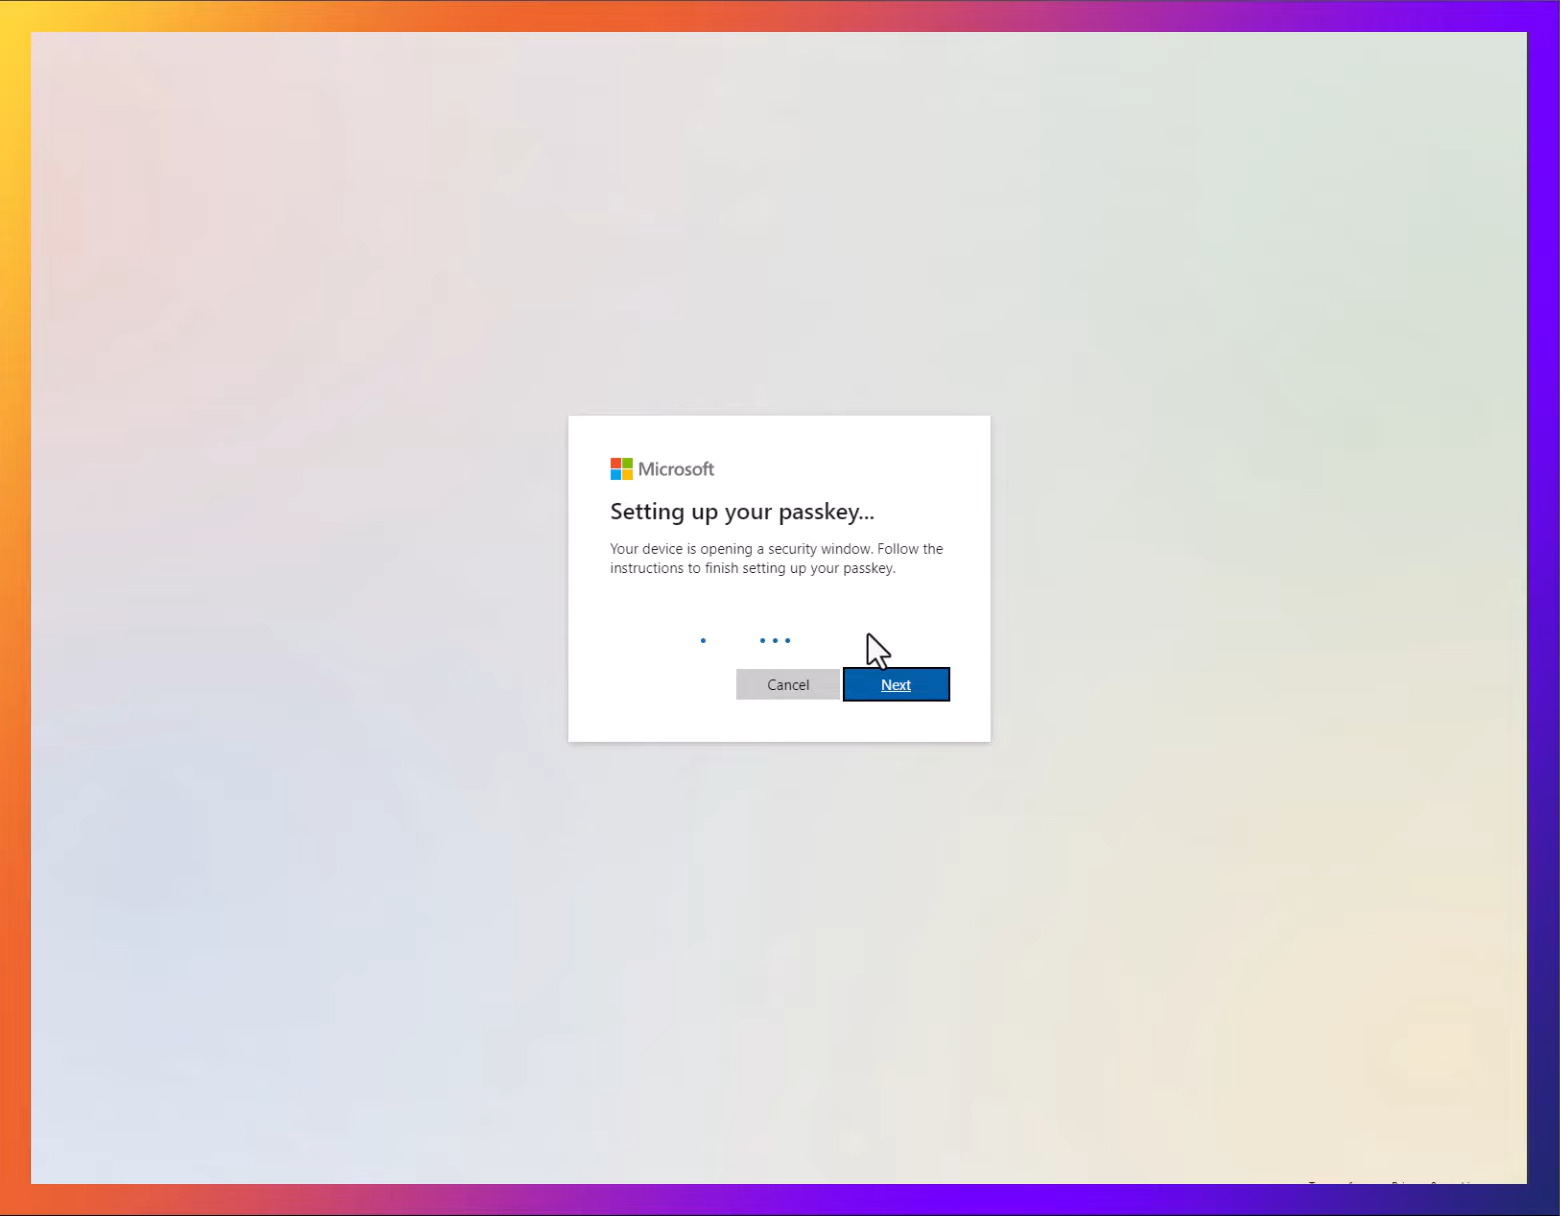 Microsoft
Setting up your passkey...
Your device is opening a security window. Follow the
instructions to finish setting up your passkey.
Cancel
Next